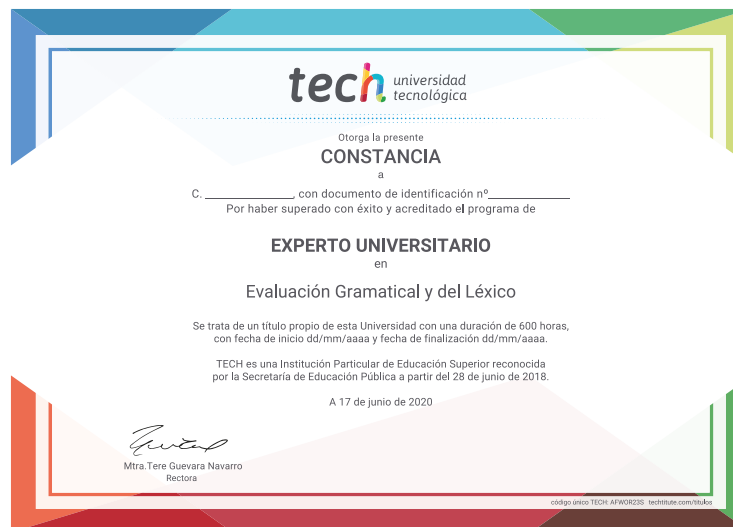 tech universidad
tecnológica
Otorga la presente
CONSTANCIA
a
C. ______________, con documento de identificación nº______________
Por haber superado con éxito y acreditado el programa de
EXPERTO UNIVERSITARIO
en
Evaluación Gramatical y del Léxico
Se trata de un título propio de esta Universidad con una duración de 600 horas,
con fecha de inicio dd/mm/aaaa y fecha de finalización dd/mm/aaaa.
TECH es una Institución Particular de Educación Superior reconocida
por la Secretaría de Educación Pública a partir del 28 de junio de 2018.
A 17 de junio de 2020
Mtra.Tere Guevara Navarro
Rectora
código único TECH: AFWOR23S techtitute.com/titulos